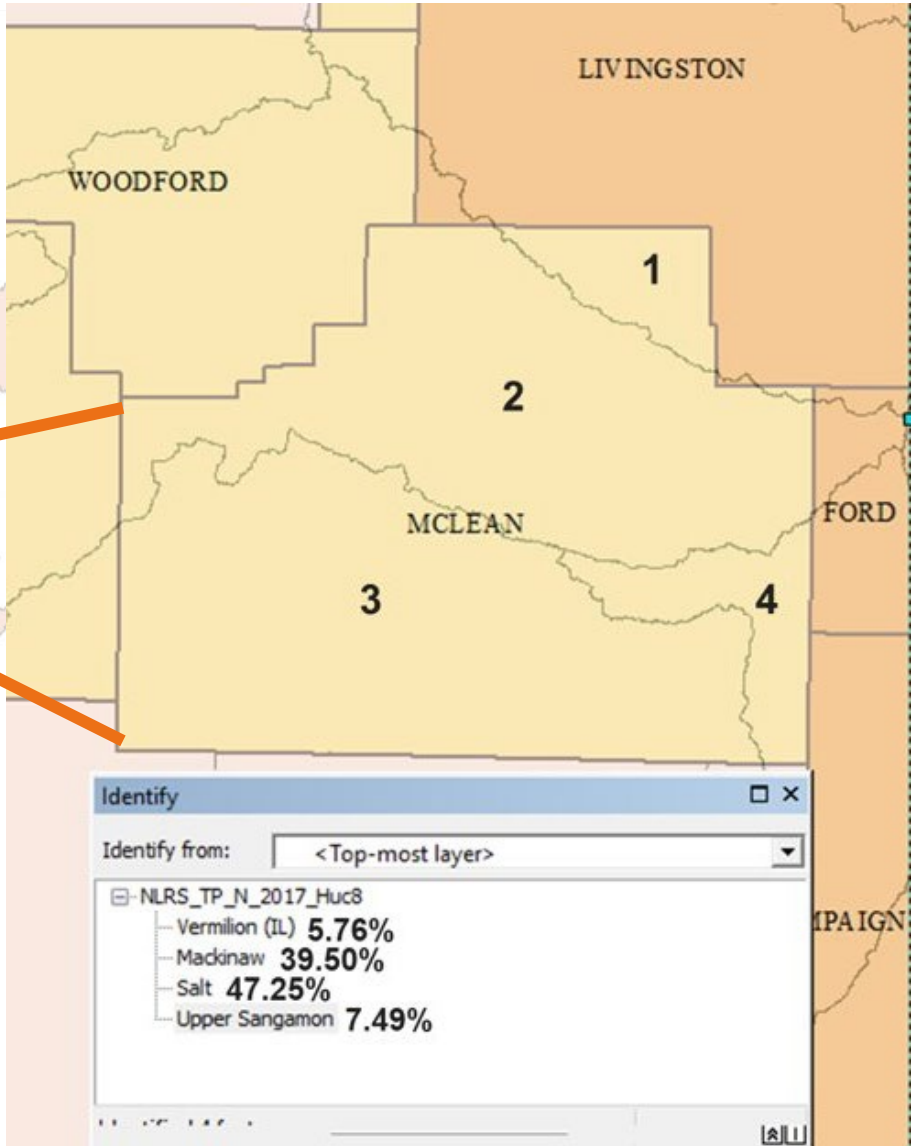 LIVINGSTON
WOODFORD
1
2
MCLEAN
FORD
3
4
Identify
Identify from: <Top-most layer>
NLRS_TP_N_2017_Huc8
Vermilion (IL) 5.76%
Mackinaw 39.50%
Salt 47.25%
Upper Sangamon 7.49%
MPAIGN